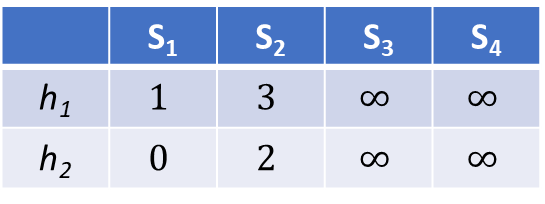 S₁ S₂ S₃ S₄
h₁ 1 3 ∞ ∞
h₂ 0 2 ∞ ∞